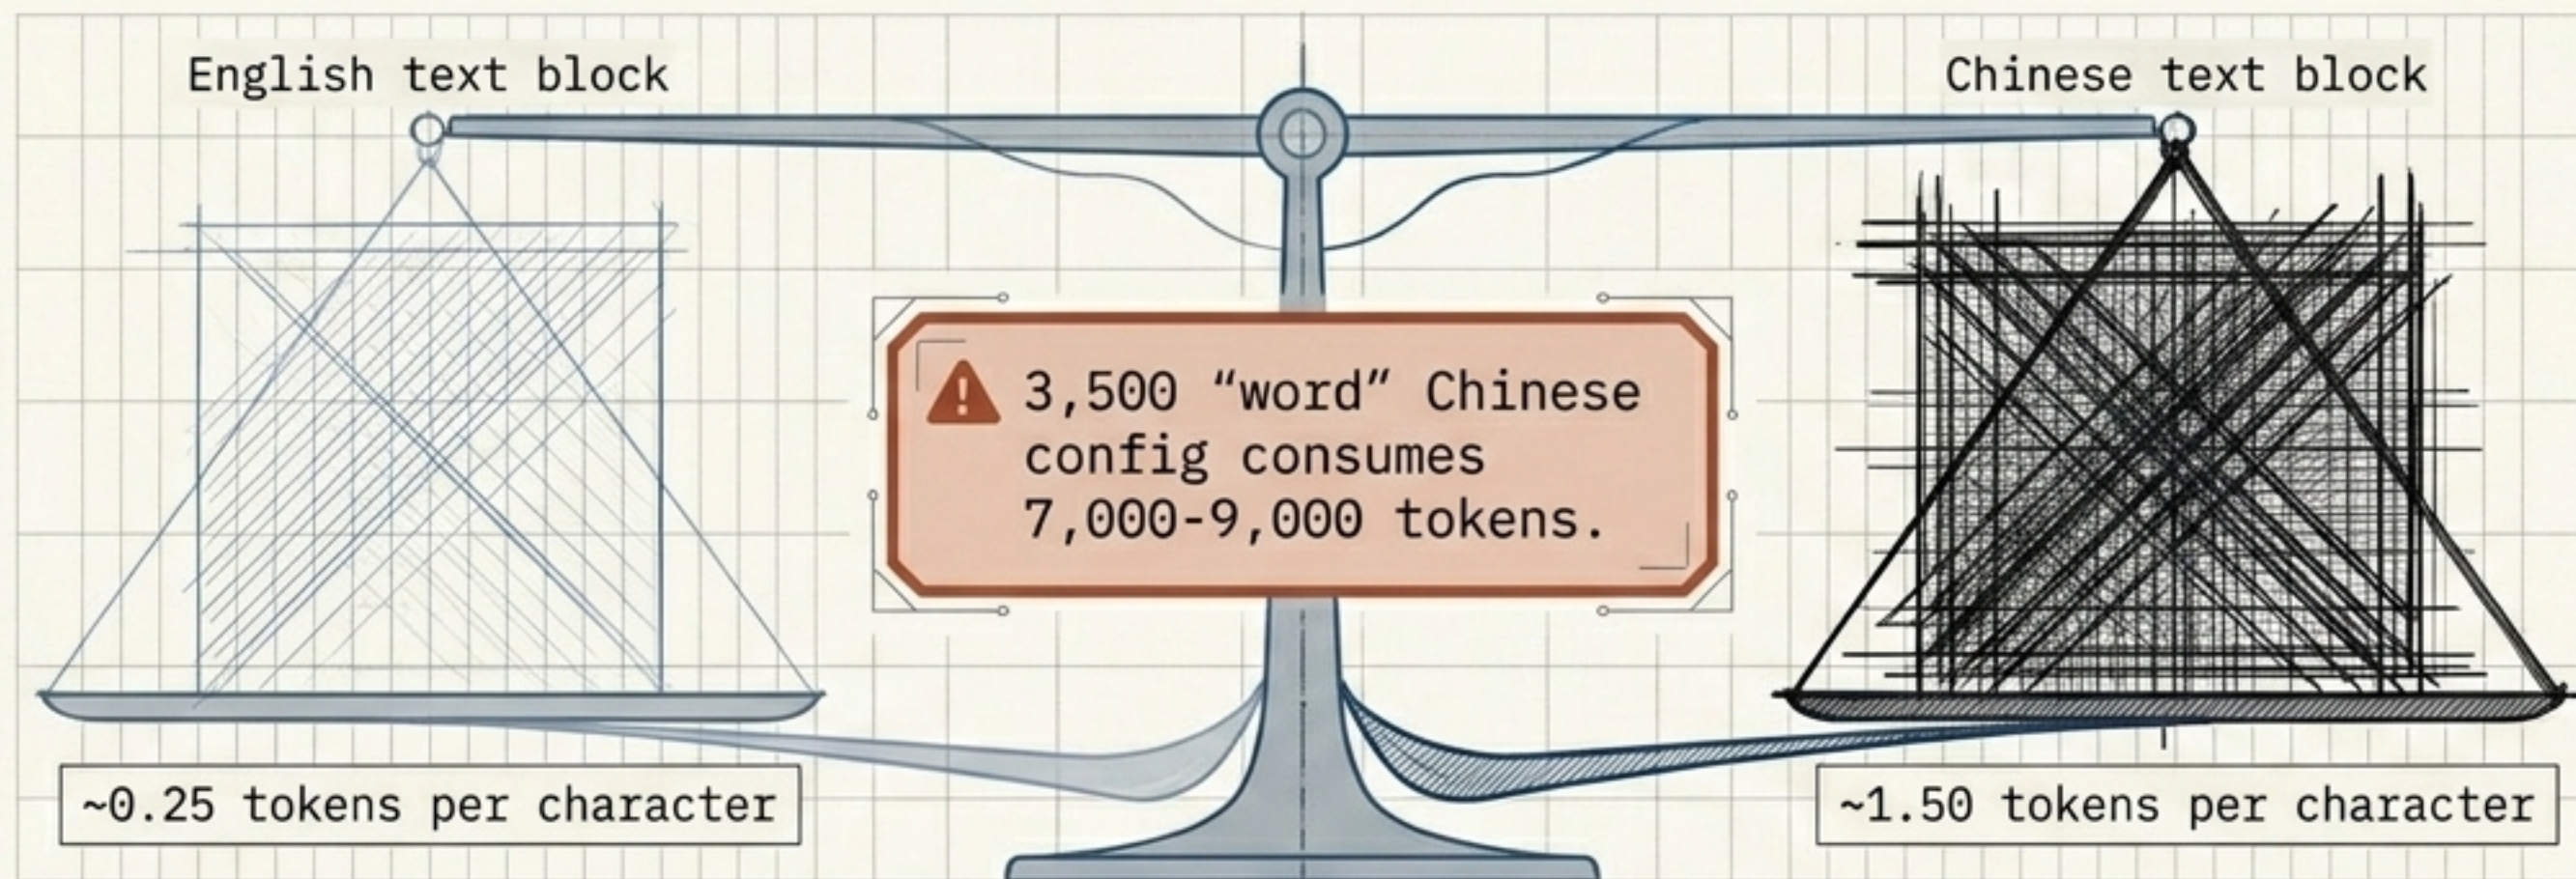 English text block
Chinese text block
3,500 “word” Chinese
config consumes
7,000-9,000 tokens.
~0.25 tokens per character
~1.50 tokens per character